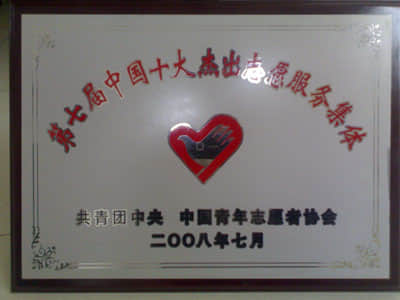 第七届中国十大杰出志愿服务集体
共青团中央 中国青年志愿者协会
二〇〇八年七月